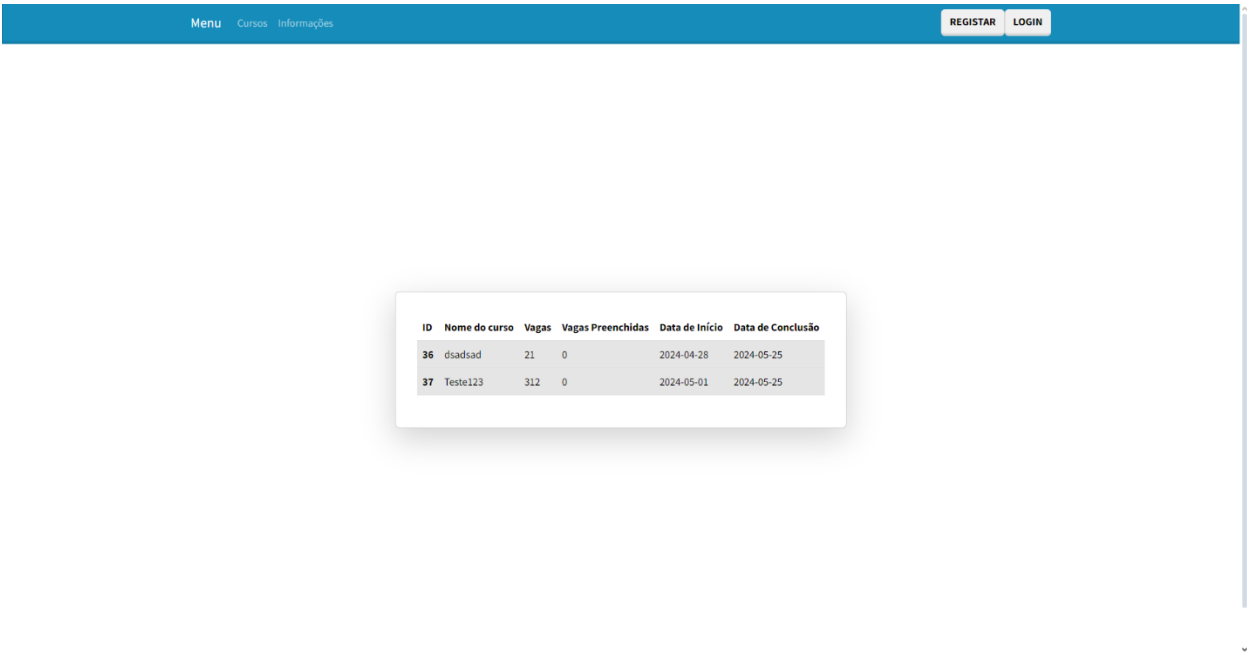 Menu Cursos Informações REGISTAR LOGIN
ID Nome do curso Vagas Vagas Preenchidas Data de Início Data de Conclusão
36 dsadsad 21 0 2024-04-28 2024-05-25
37 Teste123 312 0 2024-05-01 2024-05-25